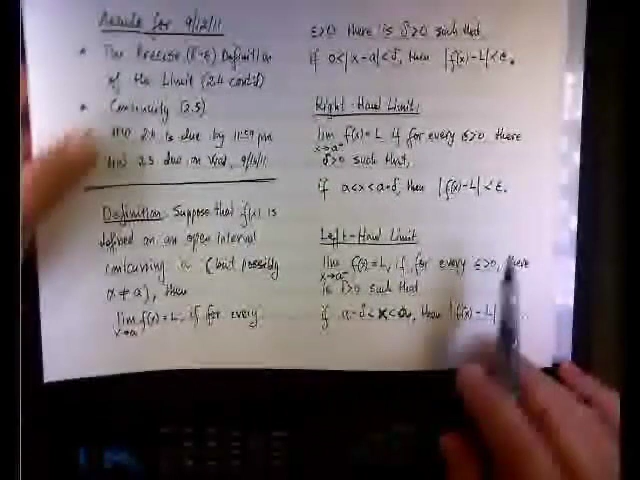 for 9/12/11
• The Precise (δ-ε) Definition
of the Limit (2.4 cont'd)
• Continuity (2.5)
2.4 is due by 11:59 pm
2.5 due on Wed, 9/14/11
Definition: Suppose that f(x) is
defined on an open interval
containing a (but possibly
x ≠ a), then
lim f(x) = L, if for every
x→a
ε>0 there is δ>0 such that
if 0<|x-a|<δ, then |f(x)-L|<ε.
Right-Hand Limit:
lim f(x) = L if for every ε>0 there
δ>0 such that,
if a<x<a+δ, then |f(x)-L|<ε.
Left-Hand Limit
lim f(x)=L, if for every ε>0, there
x→a⁻
is δ>0 such that
if a-δ<x<a, then |f(x)-L|